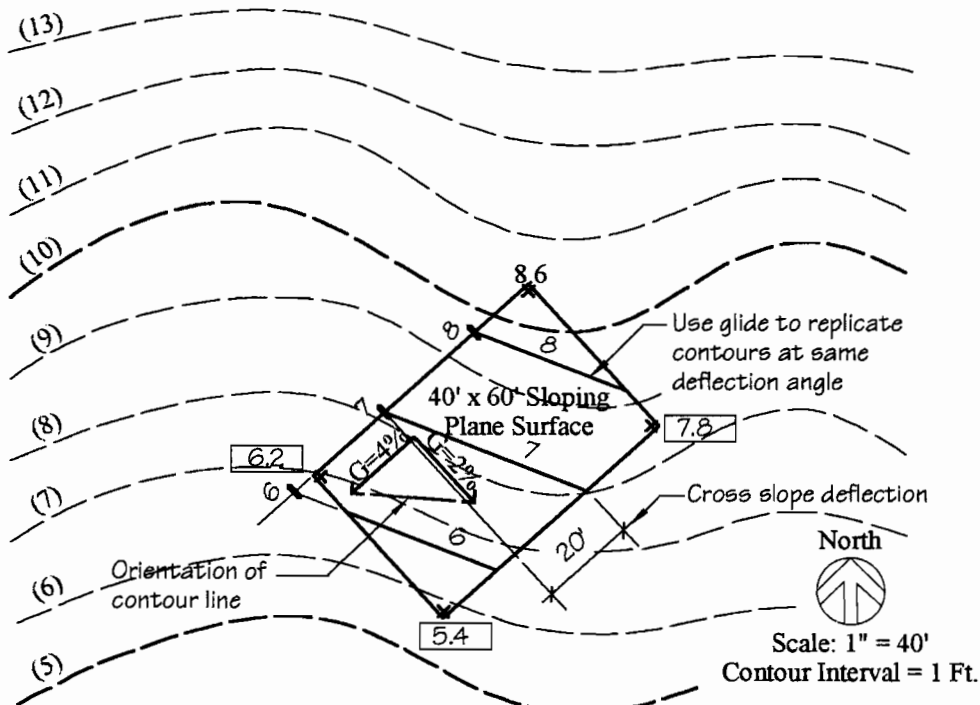 (13)
(12)
(11)
(10)
(9)
(8)
(7)
(6)
(5)
8.6
8
8
Use glide to replicate
contours at same
deflection angle
40' x 60' Sloping
Plane Surface
7
7
7.8
G=4%
G=2%
6.2
6
6
Cross slope deflection
20'
Orientation of
contour line
5.4
North
Scale: 1" = 40'
Contour Interval = 1 Ft.